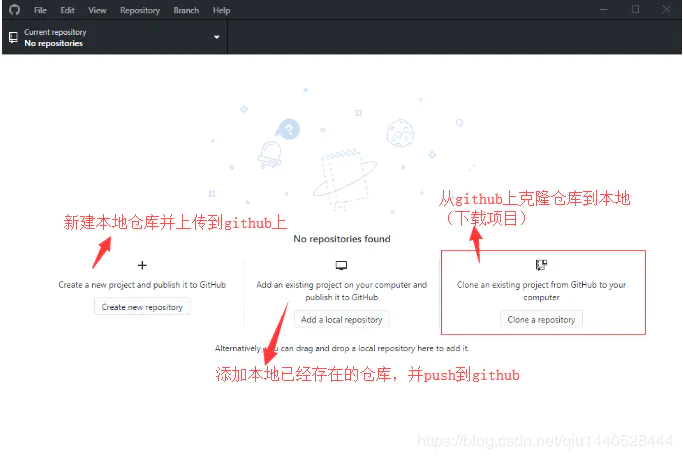 File Edit View Repository Branch Help
Current repository
No repositories
从github上克隆仓库到本地
（下载项目）
新建本地仓库并上传到github上
No repositories found
Create a new project and publish it to GitHub
Create new repository
Add an existing project on your computer and
publish it to GitHub
Add a local repository
Clone an existing project from GitHub to your
computer
Clone a repository
Alternatively, you can drag and drop a local repository here to add it.
添加本地已经存在的仓库，并push到github
https://blog.csdn.net/qiu1440528444